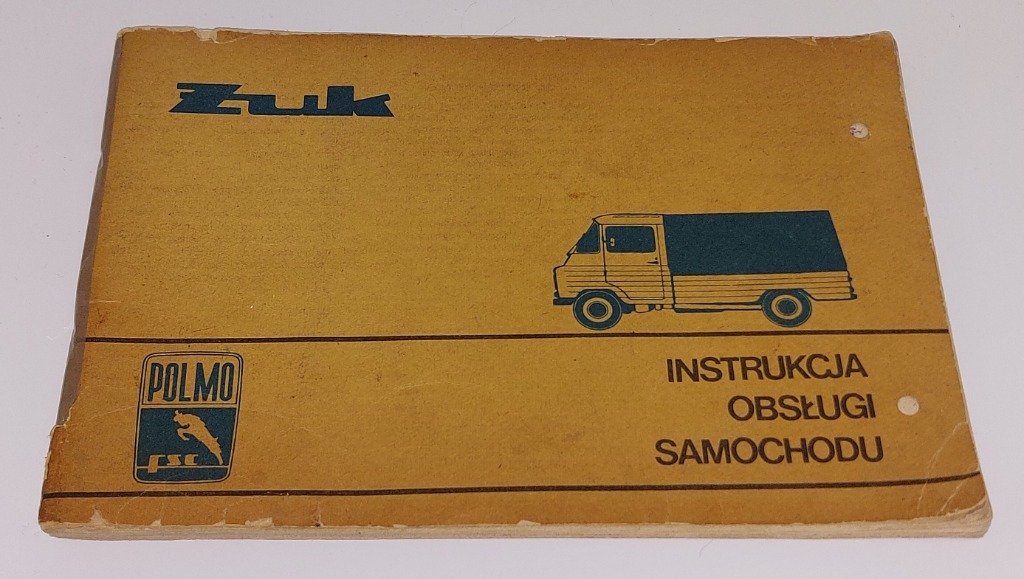 Żuk
POLMO
FSC
INSTRUKCJA
OBSŁUGI
SAMOCHODU